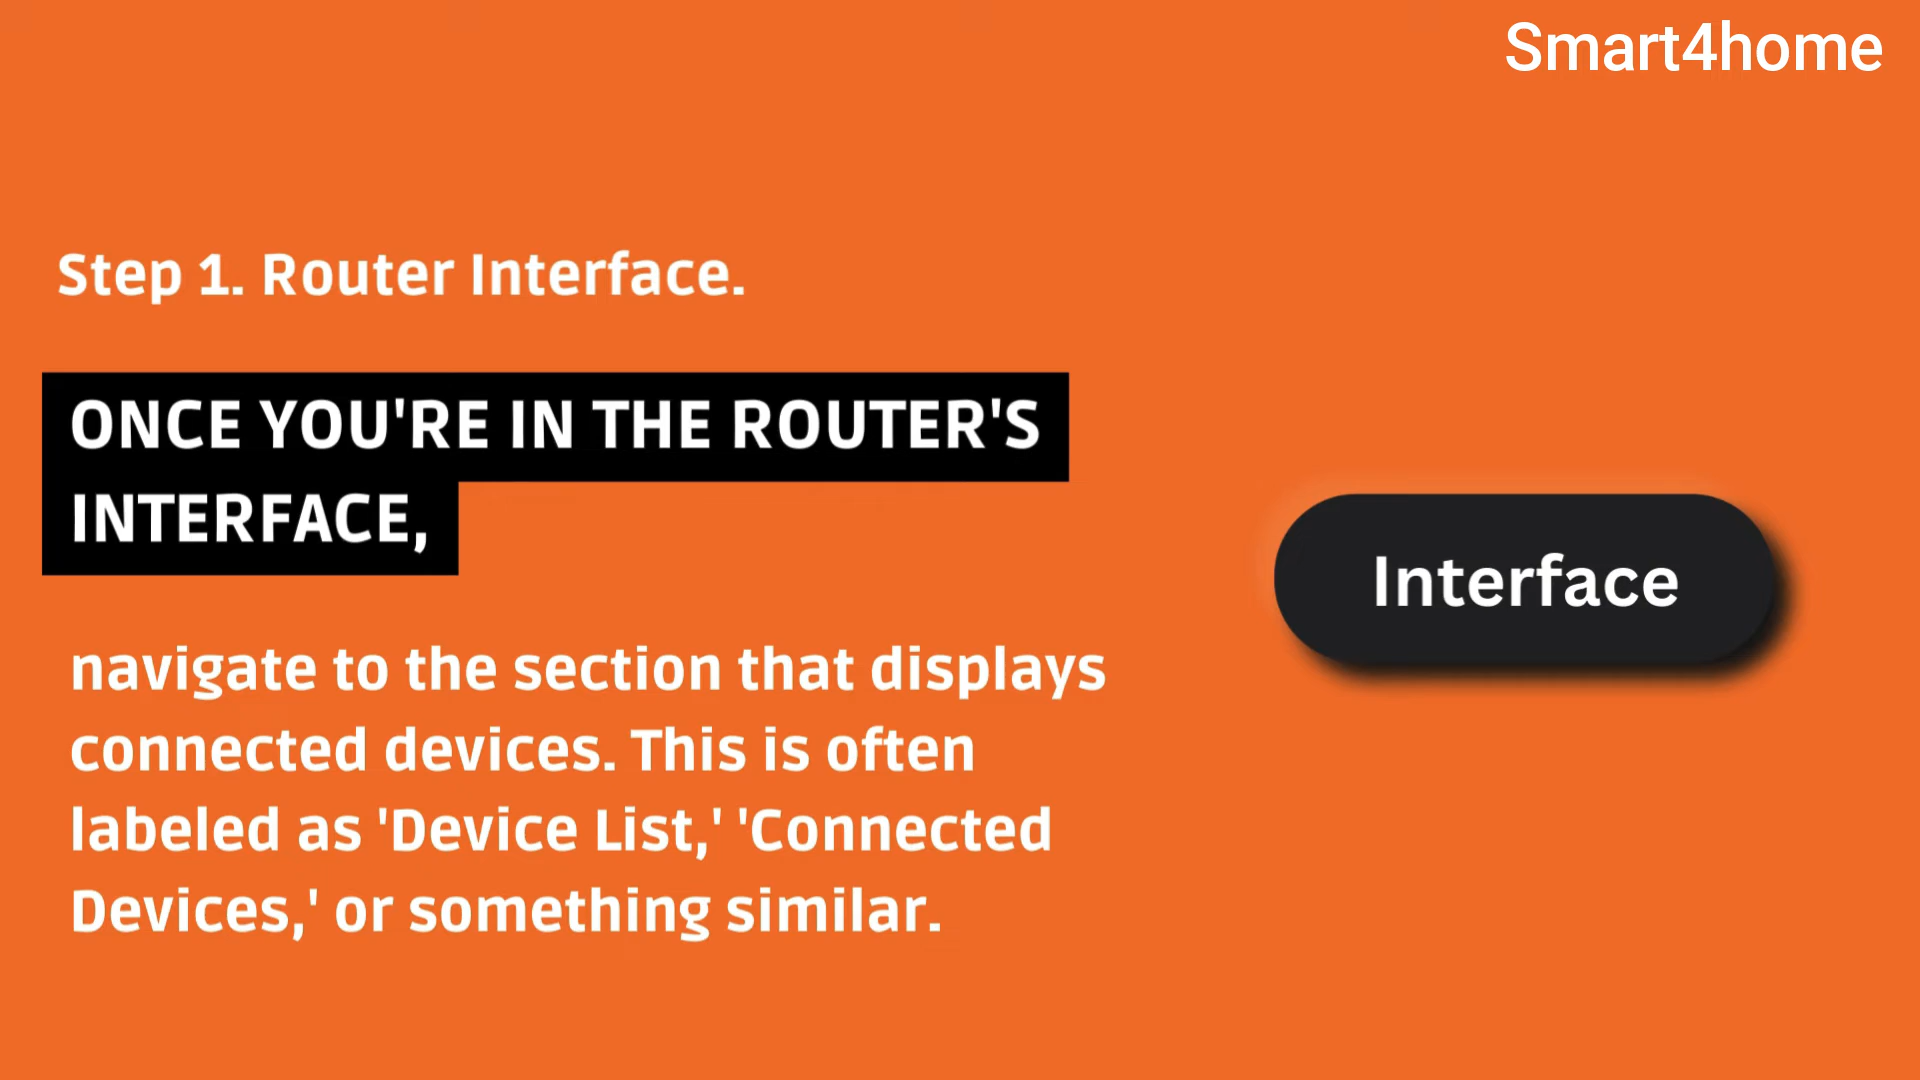 Smart4home
Step 1. Router Interface.
ONCE YOU'RE IN THE ROUTER'S
INTERFACE,
Interface
navigate to the section that displays
connected devices. This is often
labeled as 'Device List,' 'Connected
Devices,' or something similar.